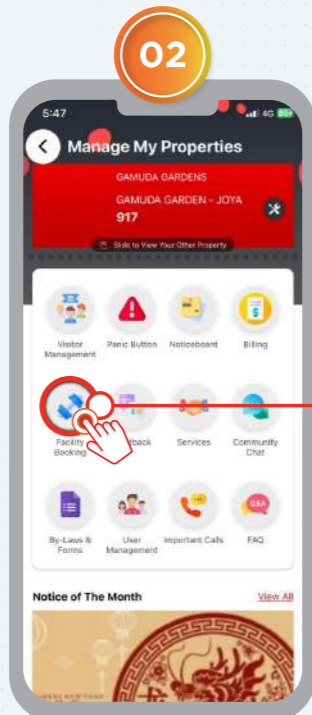 02
5:47
4G
Manage My Properties
GAMUDA GARDENS
GAMUDA GARDEN - JOYA
917
Slide to View Your Other Property
Visitor Management
Panic Button
Noticeboard
Billing
Facility Booking
back
Services
Community Chat
By-Laws & Forms
User Management
Important Calls
FAQ
Q&A
Notice of The Month
View All